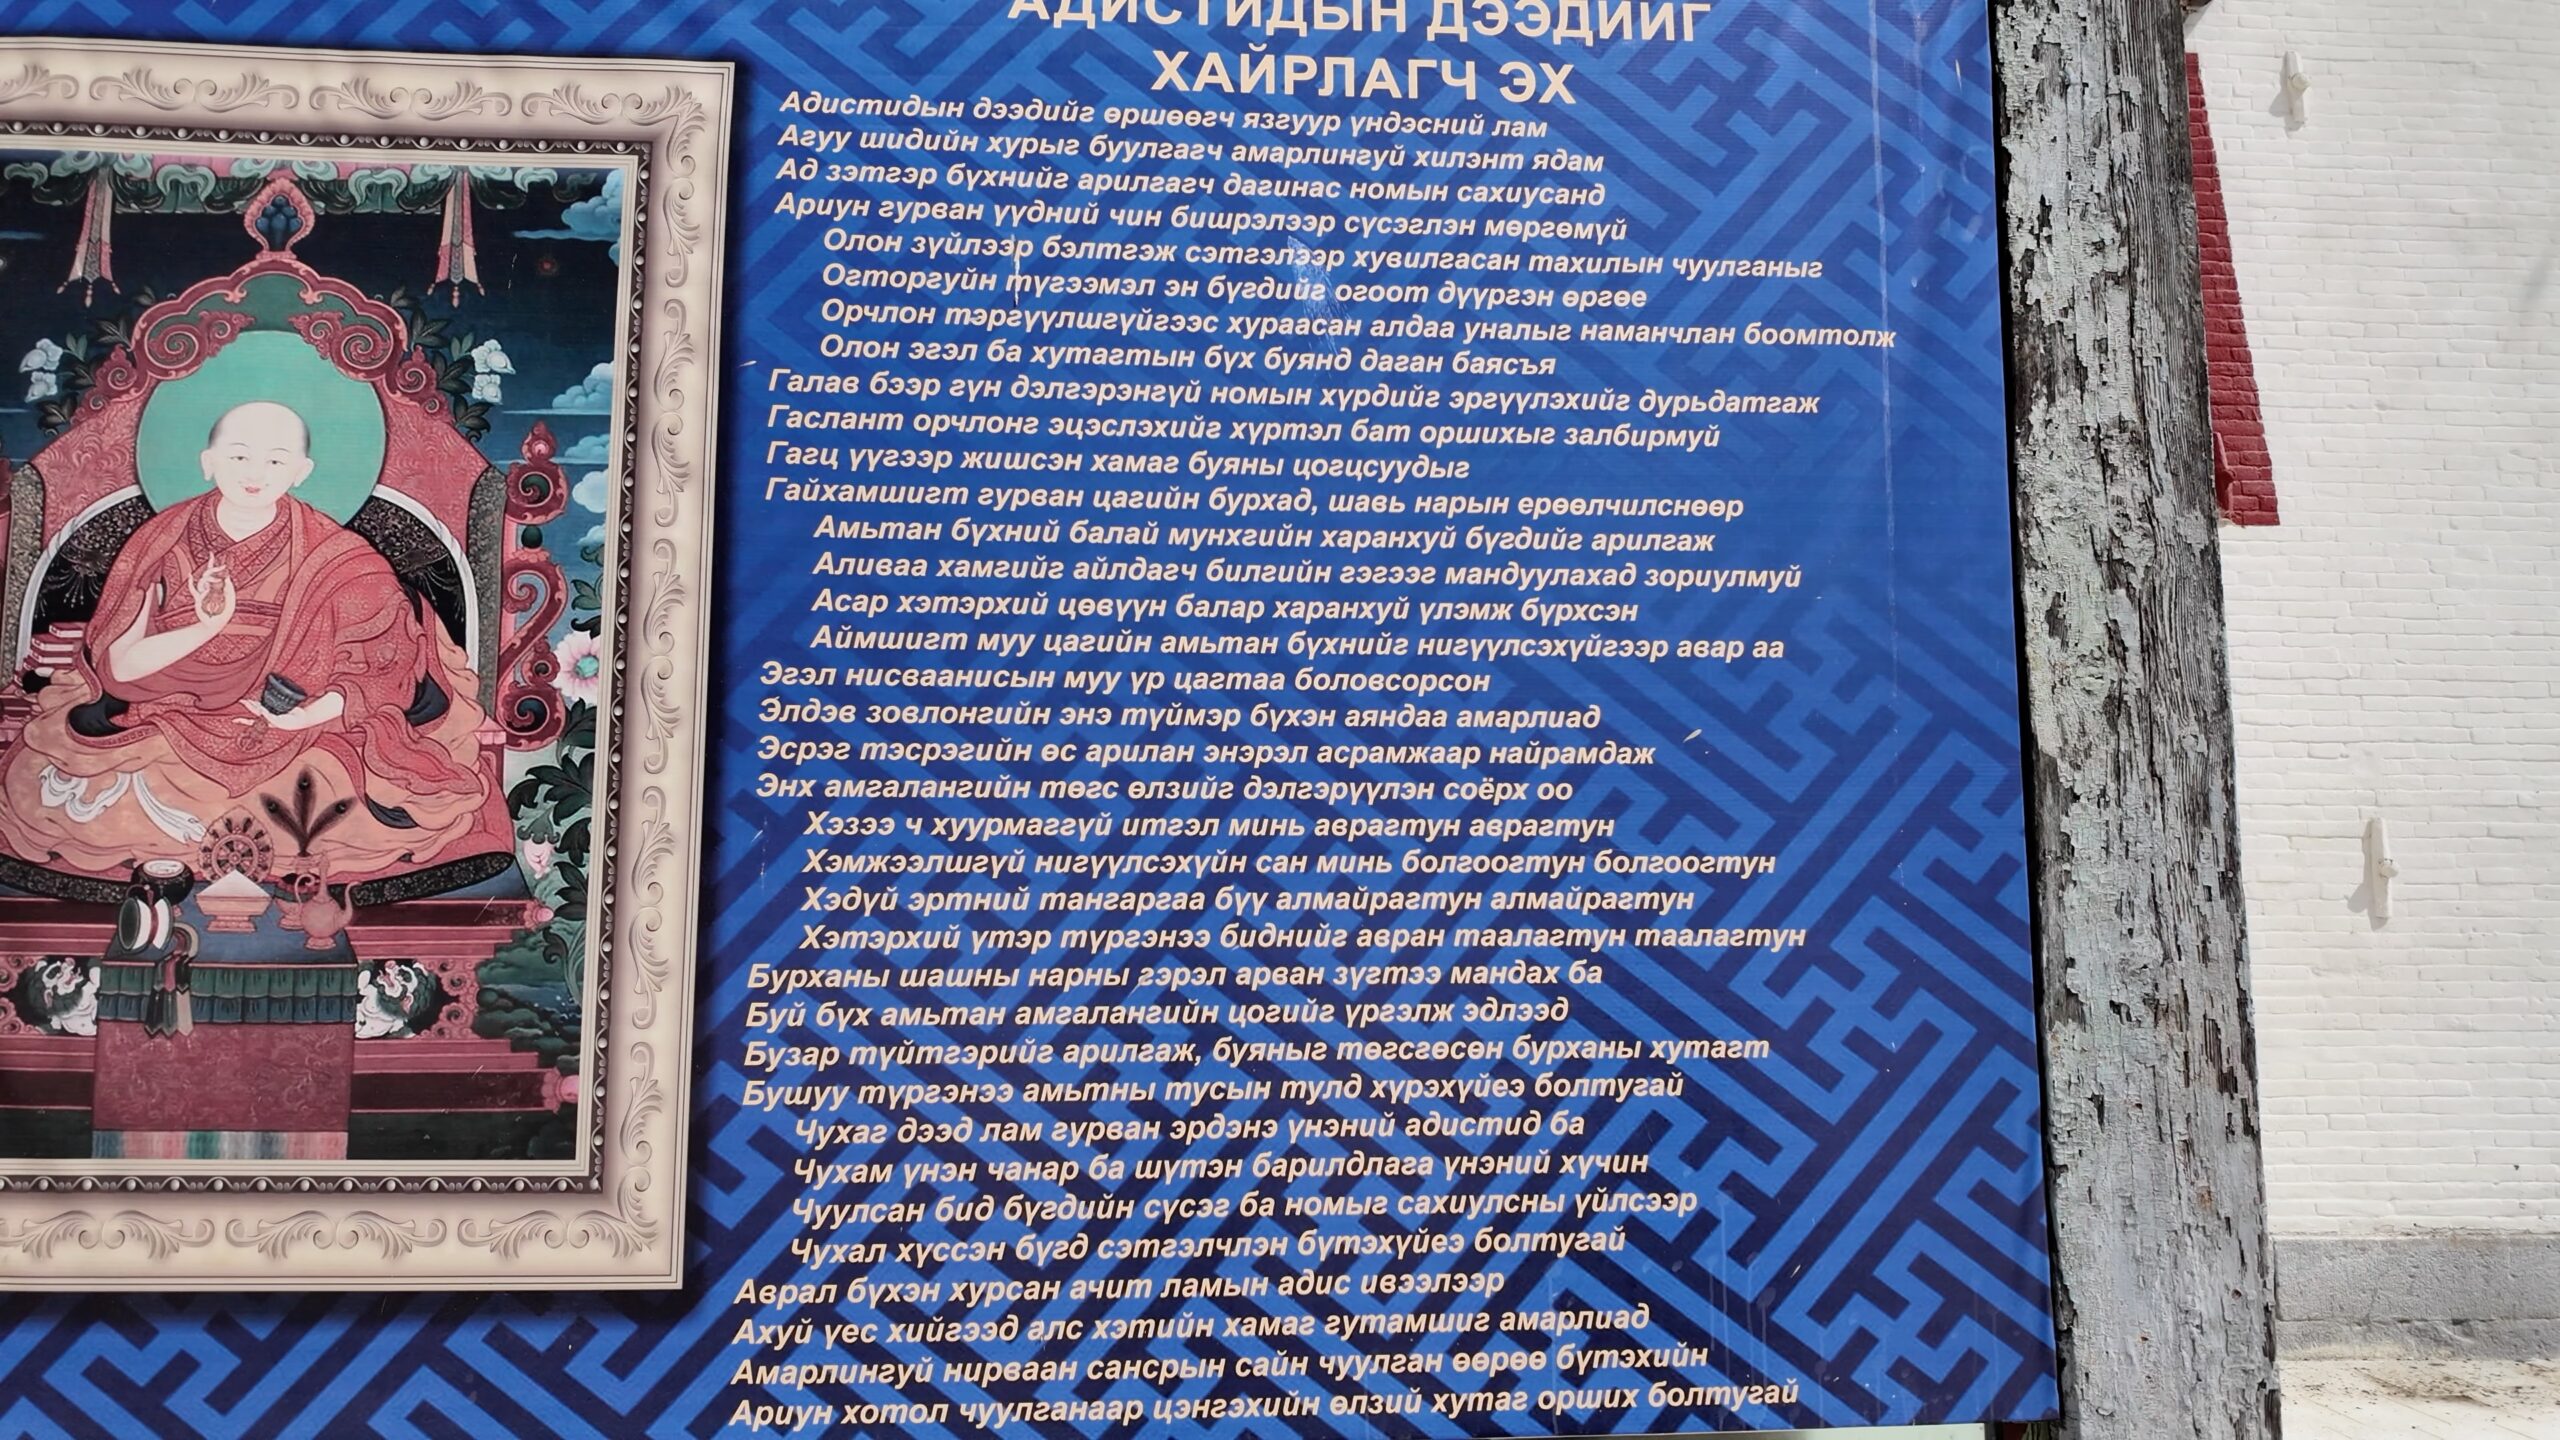 АДИСТИДЫН ДЭЭДИЙГ
ХАЙРЛАГЧ ЭХ
Адистидын дээдийг өршөөгч язгуур үндэсний лам
Агуу шидийн хурыг буулгагч амарлингуй хилэнт ядам
Ад зэтгэр бүхнийг арилгагч дагинас номын сахиусанд
Ариун гурван үүдний чин бишрэлээр сүсэглэн мөргөмүй
Олон зүйлээр бэлтгэж сэтгэлээр хувилгасан тахилын чуулганыг
Огторгуйн түгээмэл эн бүгдийг огоот дүүргэн өргөе
Орчлон тэргүүлшгүйгээс хураасан алдаа уналыг наманчлан боомтолж
Олон эгэл ба хутагтын бүх буянд даган баясъя
Галав бээр гүн дэлгэрэнгүй номын хүрдийг эргүүлэхийг дурьдатгаж
Гаслант орчлонг эцэслэхийг хүртэл бат оршихыг залбирмуй
Гагц үүгээр жишсэн хамаг буяны цогцсуудыг
Гайхамшигт гурван цагийн бурхад, шавь нарын ерөөлчилснөөр
Амьтан бүхний балай мунхгийн харанхуй бүгдийг арилгаж
Аливаа хамгийг айлдагч билгийн гэгээг мандуулахад зориулмуй
Асар хэтэрхий цөвүүн балар харанхуй үлэмж бүрхсэн
Аймшигт муу цагийн амьтан бүхнийг нигүүлсэхүйгээр авар аа
Эгэл нисваанисын муу үр цагтаа боловсорсон
Элдэв зовлонгийн энэ түймэр бүхэн аяндаа амарлиад
Эсрэг тэсрэгийн өс арилан энэрэл асрамжаар найрамдаж
Энх амгалангийн төгс өлзийг дэлгэрүүлэн соёрх оо
Хэзээ ч хуурмаггүй итгэл минь аврагтун аврагтун
Хэмжээлшгүй нигүүлсэхүйн сан минь болгоогтун болгоогтун
Хэдүй эртний тангаргаа бүү алмайрагтун алмайрагтун
Хэтэрхий үтэр түргэнээ биднийг авран таалагтун таалагтун
Бурханы шашны нарны гэрэл арван зүгтээ мандах ба
Буй бүх амьтан амгалангийн цогийг үргэлж эдлээд
Бузар түйтгэрийг арилгаж, буяныг төгсгөсөн бурханы хутагт
Бушуу түргэнээ амьтны тусын тулд хүрэхүйеэ болтугай
Чухаг дээд лам гурван эрдэнэ үнэний адистид ба
Чухам үнэн чанар ба шүтэн барилдлага үнэний хүчин
Чуулсан бид бүгдийн сүсэг ба номыг сахиулсны үйлсээр
Чухал хүссэн бүгд сэтгэлчлэн бүтэхүйеэ болтугай
Аврал бүхэн хурсан ачит ламын адис ивээлээр
Ахуй үес хийгээд алс хэтийн хамаг гутамшиг амарлиад
Амарлингуй нирваан сансрын сайн чуулган өөрөө бүтэхийн
Ариун хотол чуулганаар цэнгэхийн өлзий хутаг орших болтугай